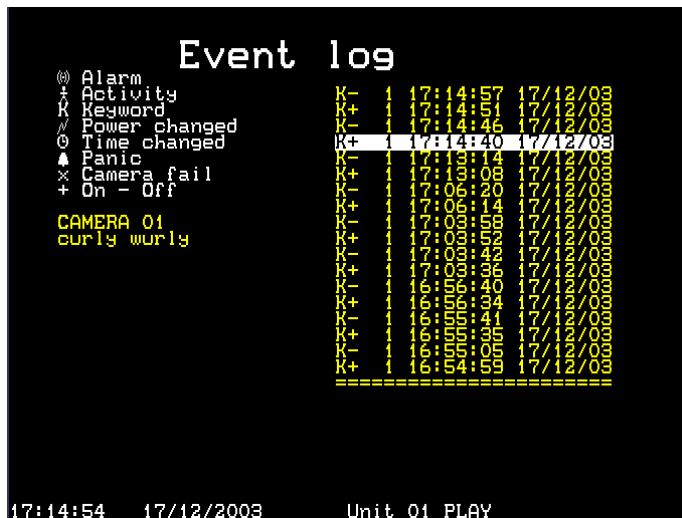 Event log
Alarm
Activity
K Keyword
Power changed
Time changed
Panic
x Camera fail
+ On - Off
CAMERA 01
curly wurly
K- 1 17:14:57 17/12/03
K+ 1 17:14:51 17/12/03
K- 1 17:14:46 17/12/03
K+ 1 17:14:40 17/12/03
K- 1 17:13:14 17/12/03
K+ 1 17:13:08 17/12/03
K- 1 17:06:20 17/12/03
K+ 1 17:06:14 17/12/03
K- 1 17:03:58 17/12/03
K+ 1 17:03:52 17/12/03
K- 1 17:03:42 17/12/03
K+ 1 17:03:36 17/12/03
K- 1 16:56:40 17/12/03
K+ 1 16:56:34 17/12/03
K- 1 16:55:41 17/12/03
K+ 1 16:55:35 17/12/03
K- 1 16:55:05 17/12/03
K+ 1 16:54:59 17/12/03
=======================
17:14:54 17/12/2003 Unit 01 PLAY